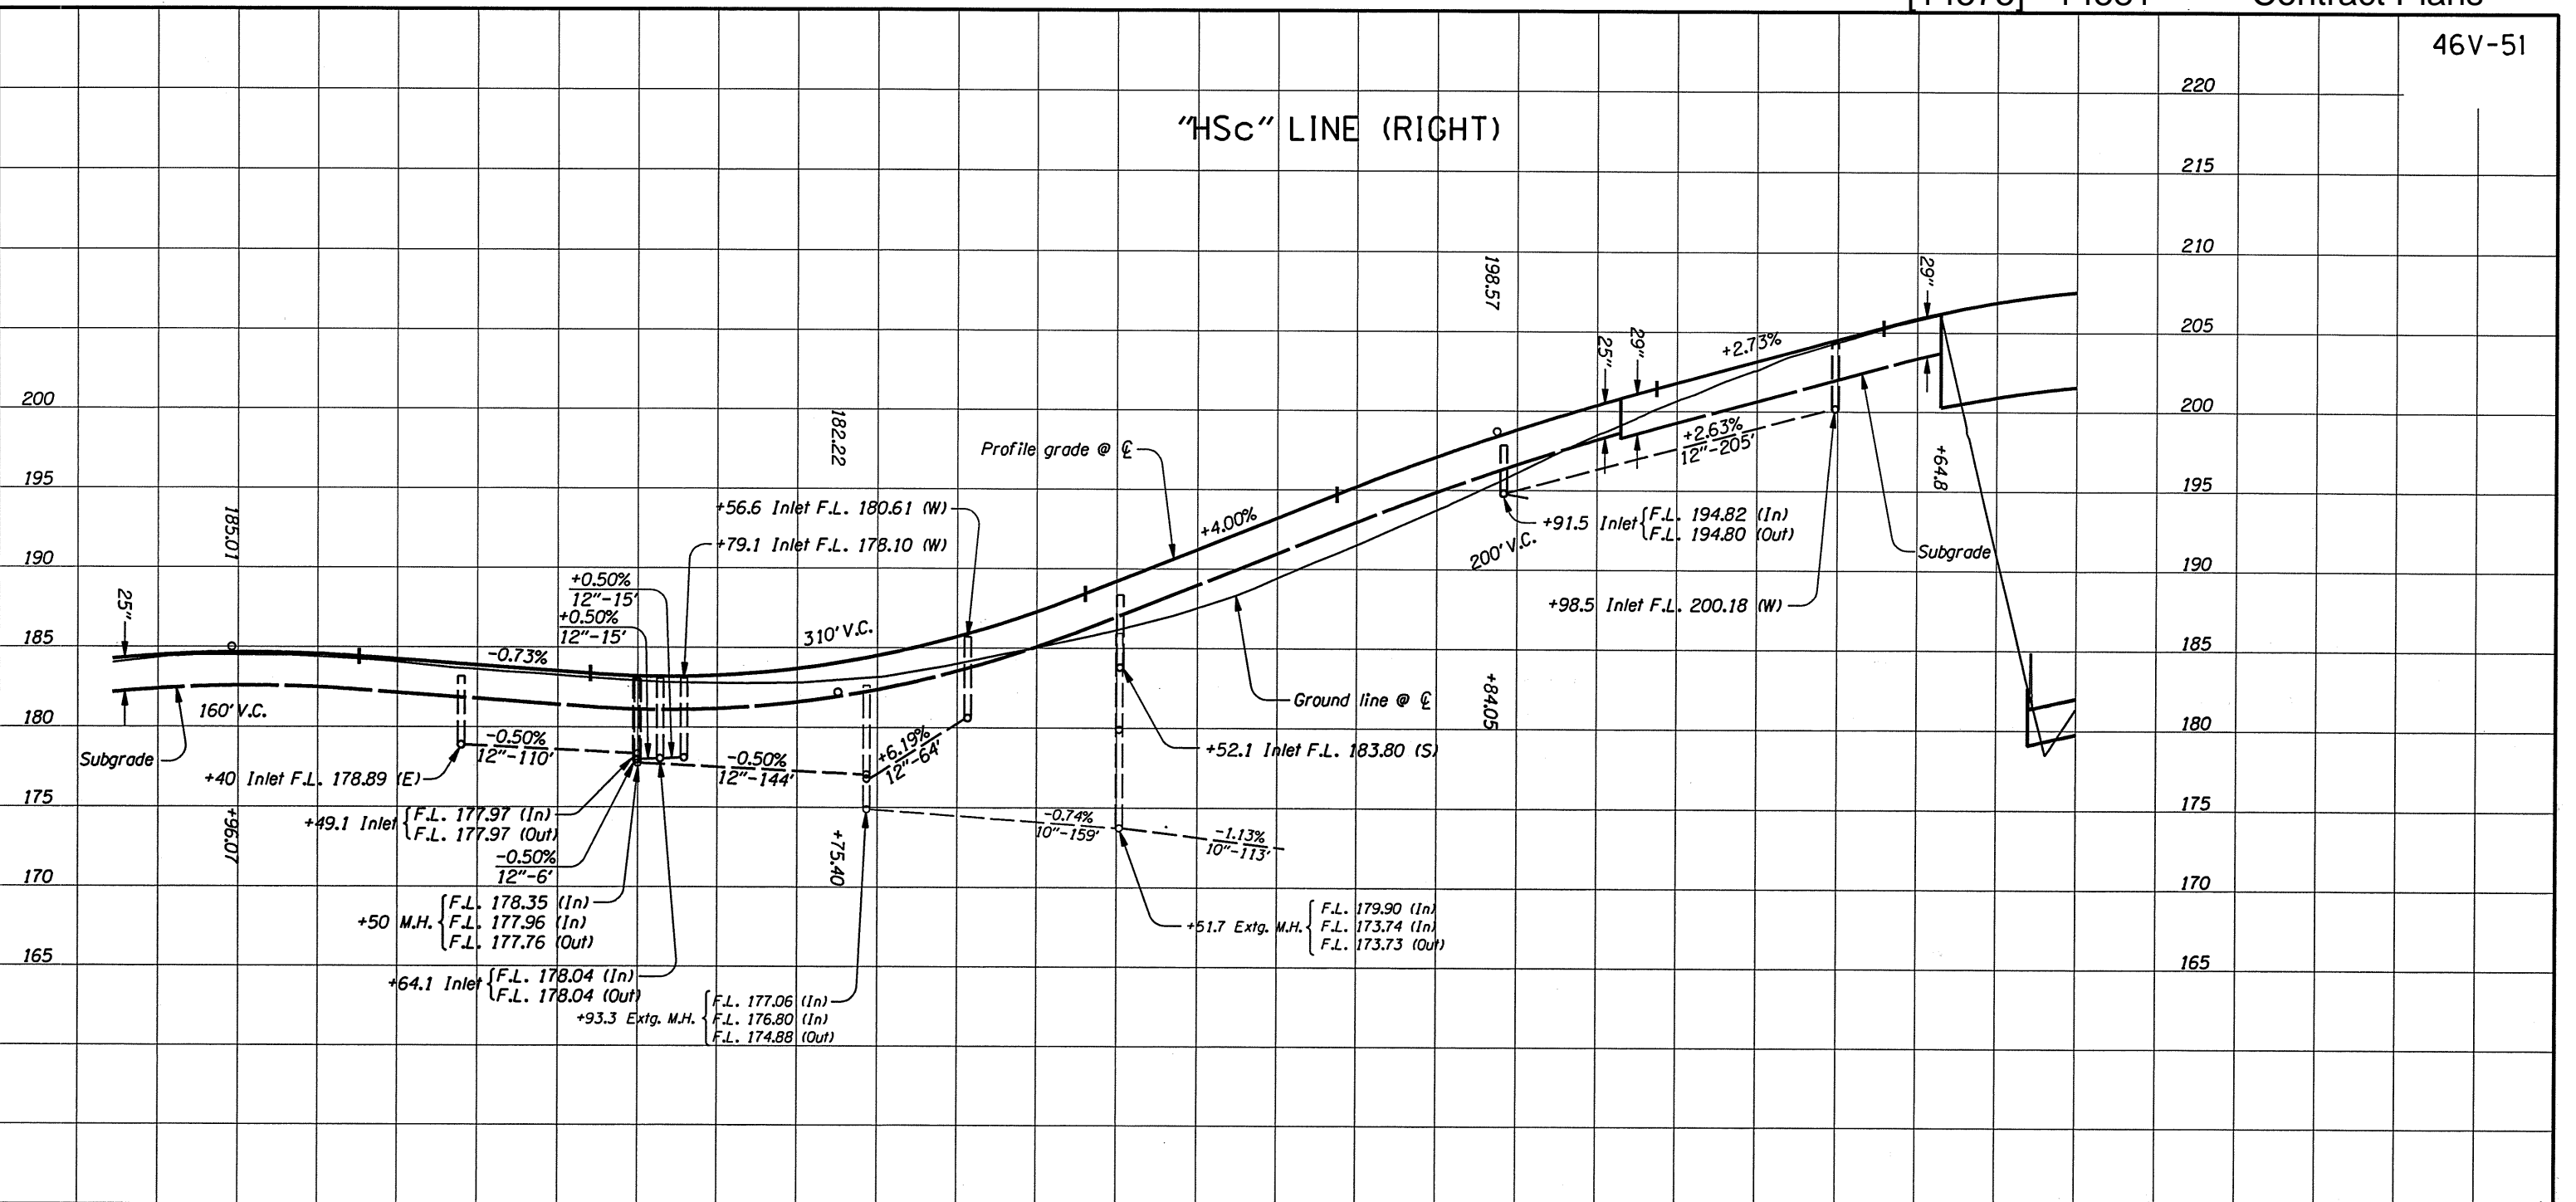 Contract Plans
46V-51
"HSc" LINE (RIGHT)
220
215
210
205
200
195
190
185
180
175
170
165
200
195
190
185
180
175
170
165
25"
185.01
160' V.C.
Subgrade
+96.07
-0.73%
+40 Inlet F.L. 178.89 (E)
-0.50%
12"-110'
+0.50%
12"-15'
+0.50%
12"-15'
+49.1 Inlet
F.L. 177.97 (In)
F.L. 177.97 (Out)
-0.50%
12"-6'
+50 M.H.
F.L. 178.35 (In)
F.L. 177.96 (In)
F.L. 177.76 (Out)
+64.1 Inlet
F.L. 178.04 (In)
F.L. 178.04 (Out)
+56.6 Inlet F.L. 180.61 (W)
+79.1 Inlet F.L. 178.10 (W)
182.22
310' V.C.
-0.50%
12"-144'
+6.19%
12"-64'
+75.40
+93.3 Extg. M.H.
F.L. 177.06 (In)
F.L. 176.80 (In)
F.L. 174.88 (Out)
Profile grade @ ℄
+4.00%
Ground line @ ℄
+52.1 Inlet F.L. 183.80 (S)
-0.74%
10"-159'
-1.13%
10"-113'
+51.7 Extg. M.H.
F.L. 179.90 (In)
F.L. 173.74 (In)
F.L. 173.73 (Out)
198.57
200' V.C.
+84.05
+91.5 Inlet
F.L. 194.82 (In)
F.L. 194.80 (Out)
25"
29"
+2.73%
+2.63%
12"-205'
+98.5 Inlet F.L. 200.18 (W)
Subgrade
29"
+64.8